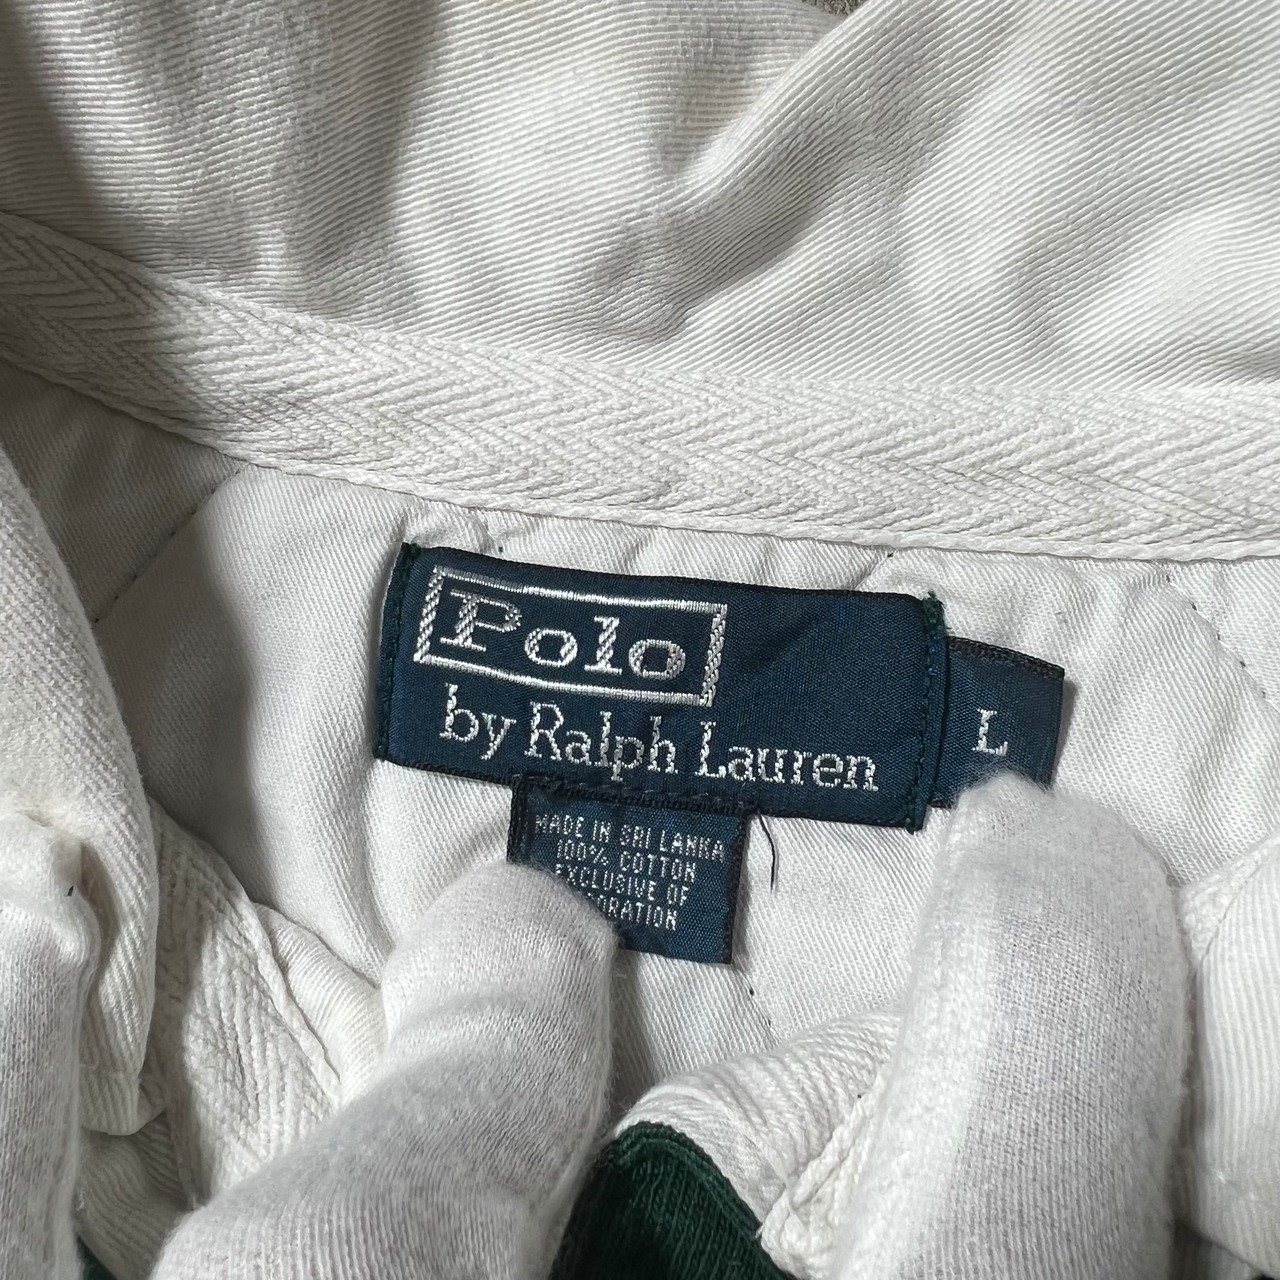 Polo
by Ralph Lauren
L
MADE IN SRI LANKA
100% COTTON
EXCLUSIVE OF